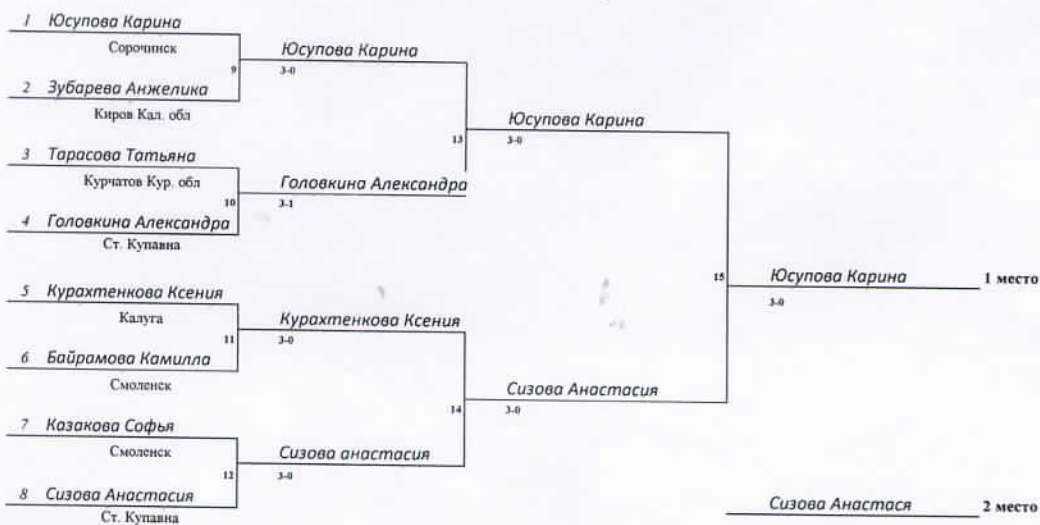 1 Юсупова Карина
Сорочинск
9
Юсупова Карина
3-0
2 Зубарева Анжелика
Киров Кал. обл
13
Юсупова Карина
3-0
3 Тарасова Татьяна
Курчатов Кур. обл
10
Головкина Александра
3-1
4 Головкина Александра
Ст. Купавна
15
Юсупова Карина
1 место
3-0
5 Курахтенкова Ксения
Калуга
11
Курахтенкова Ксения
3-0
6 Байрамова Камилла
Смоленск
14
Сизова Анастасия
3-0
7 Казакова Софья
Смоленск
12
Сизова анастасия
3-0
8 Сизова Анастасия
Ст. Купавна
Сизова Анастася
2 место